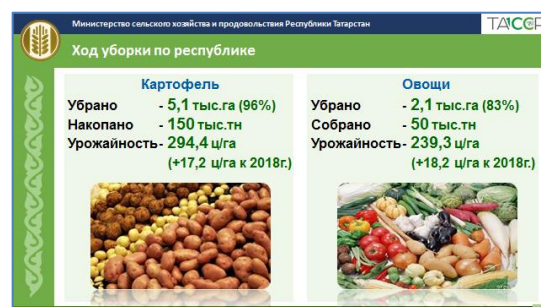 Министерство сельского хозяйства и продовольствия Республики Татарстан
Ход уборки по республике
Картофель
Убрано - 5,1 тыс.га (96%)
Накопано - 150 тыс.тн
Урожайность- 294,4 ц/га
(+17,2 ц/га к 2018г.)
Овощи
Убрано - 2,1 тыс.га (83%)
Собрано - 50 тыс.тн
Урожайность- 239,3 ц/га
(+18,2 ц/га к 2018г.)